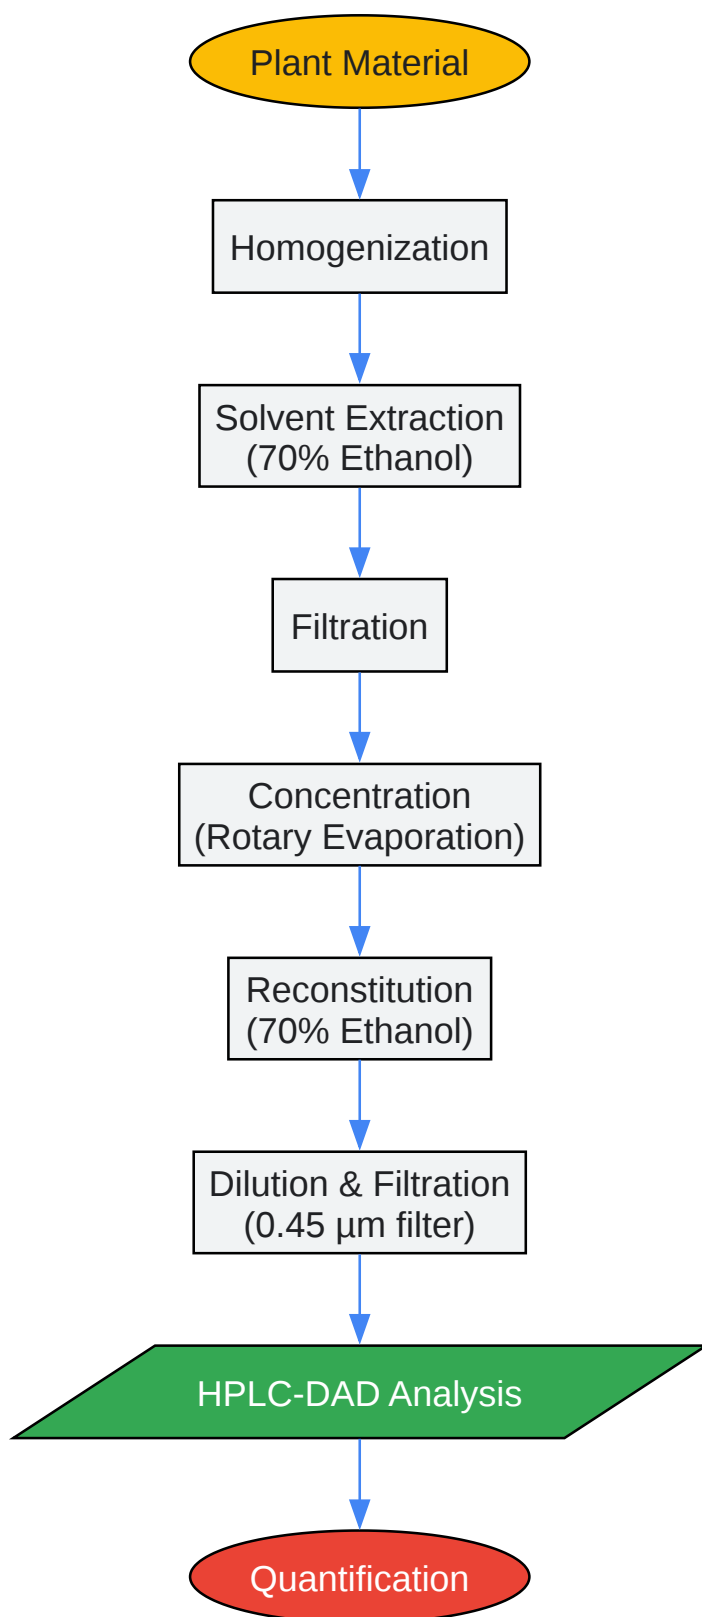 Plant Material
Homogenization
Solvent Extraction
(70% Ethanol)
Filtration
Concentration
(Rotary Evaporation)
Reconstitution
(70% Ethanol)
Dilution & Filtration
(0.45 µm filter)
HPLC-DAD Analysis
Quantification